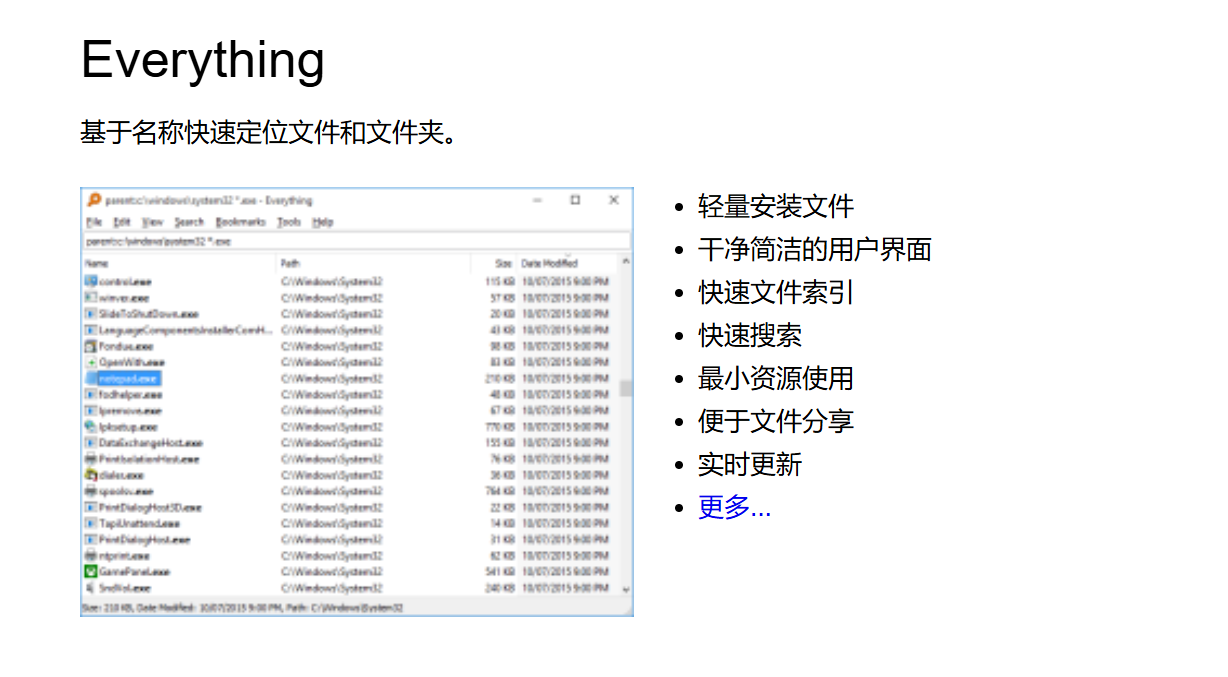 Everything
基于名称快速定位文件和文件夹。
parent:c:\windows\system32 *.exe - Everything
File Edit View Search Bookmarks Tools Help
parent:c:\windows\system32 *.exe
Name Path Size Date Modified
control.exe C:\Windows\System32 115 KB 10/07/2015 9:00 PM
winver.exe C:\Windows\System32 57 KB 10/07/2015 9:00 PM
SlideToShutDown.exe C:\Windows\System32 20 KB 10/07/2015 9:00 PM
LanguageComponentsInstallerComH... C:\Windows\System32 43 KB 10/07/2015 9:00 PM
Fondue.exe C:\Windows\System32 98 KB 10/07/2015 9:00 PM
OpenWith.exe C:\Windows\System32 83 KB 10/07/2015 9:00 PM
notepad.exe C:\Windows\System32 210 KB 10/07/2015 9:00 PM
fodhelper.exe C:\Windows\System32 48 KB 10/07/2015 9:00 PM
lpremove.exe C:\Windows\System32 67 KB 10/07/2015 9:00 PM
lpksetup.exe C:\Windows\System32 770 KB 10/07/2015 9:00 PM
DataExchangeHost.exe C:\Windows\System32 155 KB 10/07/2015 9:00 PM
PrintIsolationHost.exe C:\Windows\System32 76 KB 10/07/2015 9:00 PM
dialer.exe C:\Windows\System32 36 KB 10/07/2015 9:00 PM
spoolsv.exe C:\Windows\System32 764 KB 10/07/2015 9:00 PM
PrintDialogHost3D.exe C:\Windows\System32 22 KB 10/07/2015 9:00 PM
TapiUnattend.exe C:\Windows\System32 14 KB 10/07/2015 9:00 PM
PrintDialogHost.exe C:\Windows\System32 31 KB 10/07/2015 9:00 PM
ntprint.exe C:\Windows\System32 62 KB 10/07/2015 9:00 PM
GamePanel.exe C:\Windows\System32 541 KB 10/07/2015 9:00 PM
SndVol.exe C:\Windows\System32 240 KB 10/07/2015 9:00 PM
Size: 210 KB, Date Modified: 10/07/2015 9:00 PM, Path: C:\Windows\System32
轻量安装文件
干净简洁的用户界面
快速文件索引
快速搜索
最小资源使用
便于文件分享
实时更新
更多...